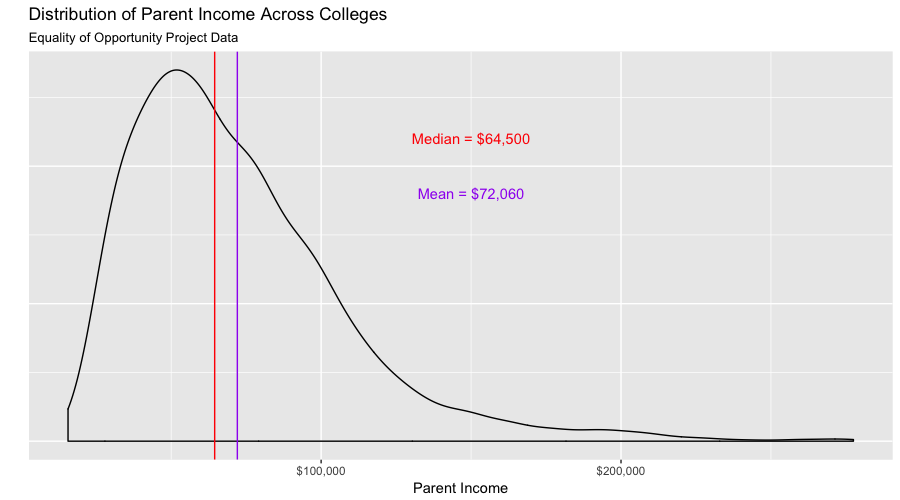 Distribution of Parent Income Across Colleges
Equality of Opportunity Project Data
Median = $64,500
Mean = $72,060
$100,000
$200,000
Parent Income